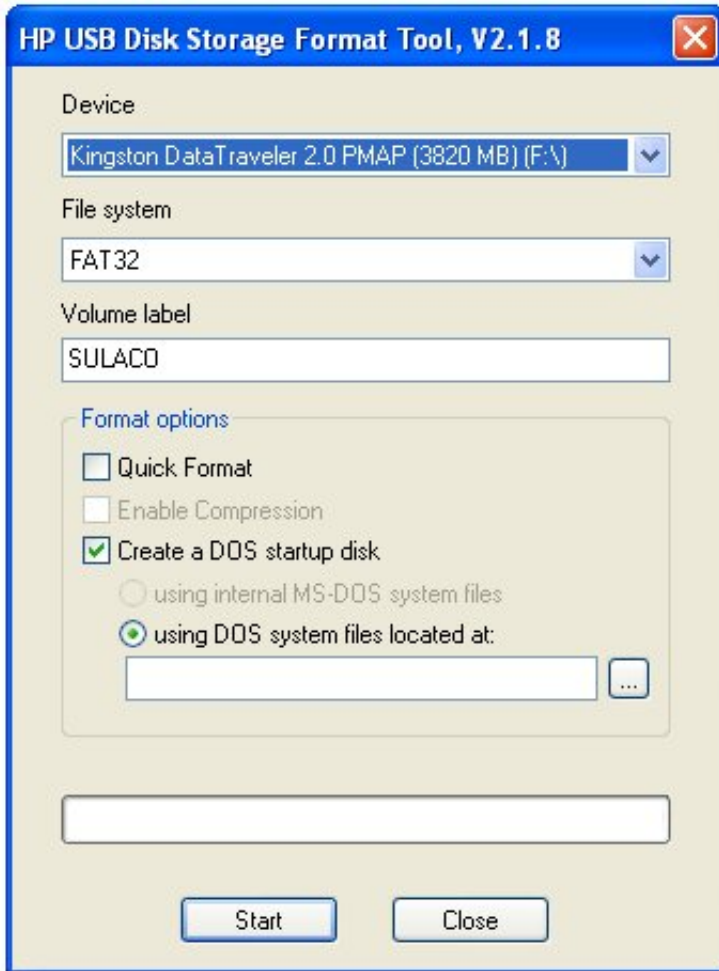 HP USB Disk Storage Format Tool, V2.1.8
Device
Kingston DataTraveler 2.0 PMAP (3820 MB) (F:\)
File system
FAT32
Volume label
SULACO
Format options
Quick Format
Enable Compression
Create a DOS startup disk
using internal MS-DOS system files
using DOS system files located at:
...
Start Close